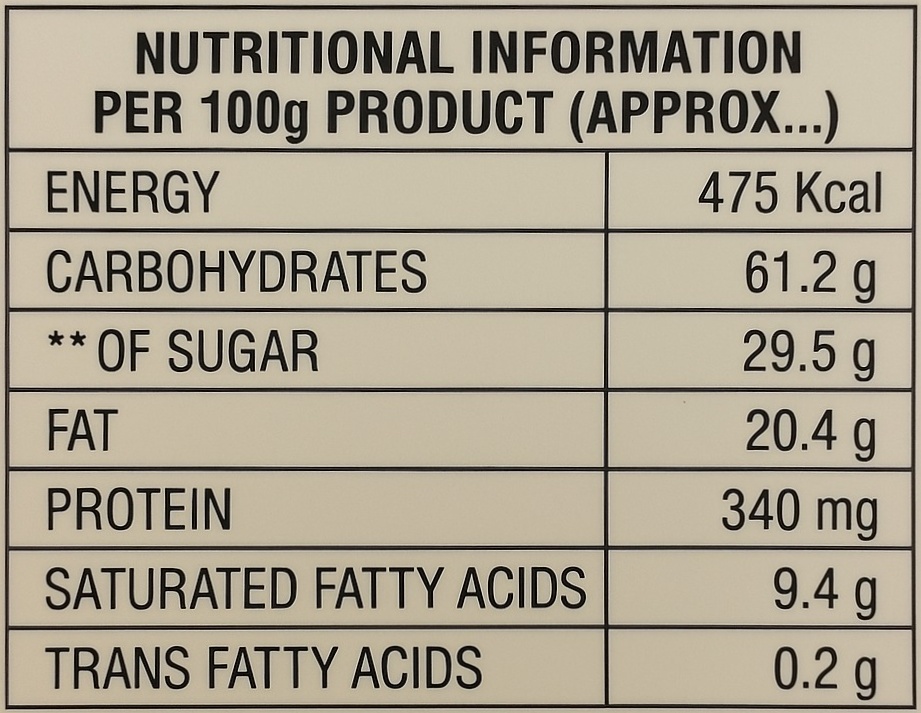 NUTRITIONAL INFORMATION
PER 100g PRODUCT (APPROX...)
ENERGY 475 Kcal
CARBOHYDRATES 61.2 g
** OF SUGAR 29.5 g
FAT 20.4 g
PROTEIN 340 mg
SATURATED FATTY ACIDS 9.4 g
TRANS FATTY ACIDS 0.2 g